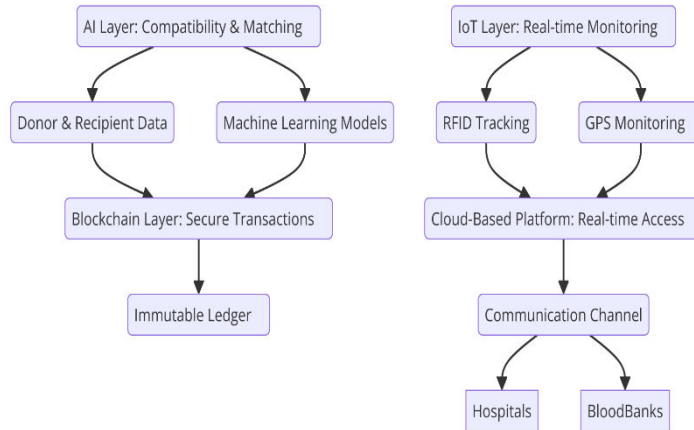 AI Layer: Compatibility & Matching
IoT Layer: Real-time Monitoring
Donor & Recipient Data
Machine Learning Models
RFID Tracking
GPS Monitoring
Blockchain Layer: Secure Transactions
Cloud-Based Platform: Real-time Access
Immutable Ledger
Communication Channel
Hospitals
BloodBanks